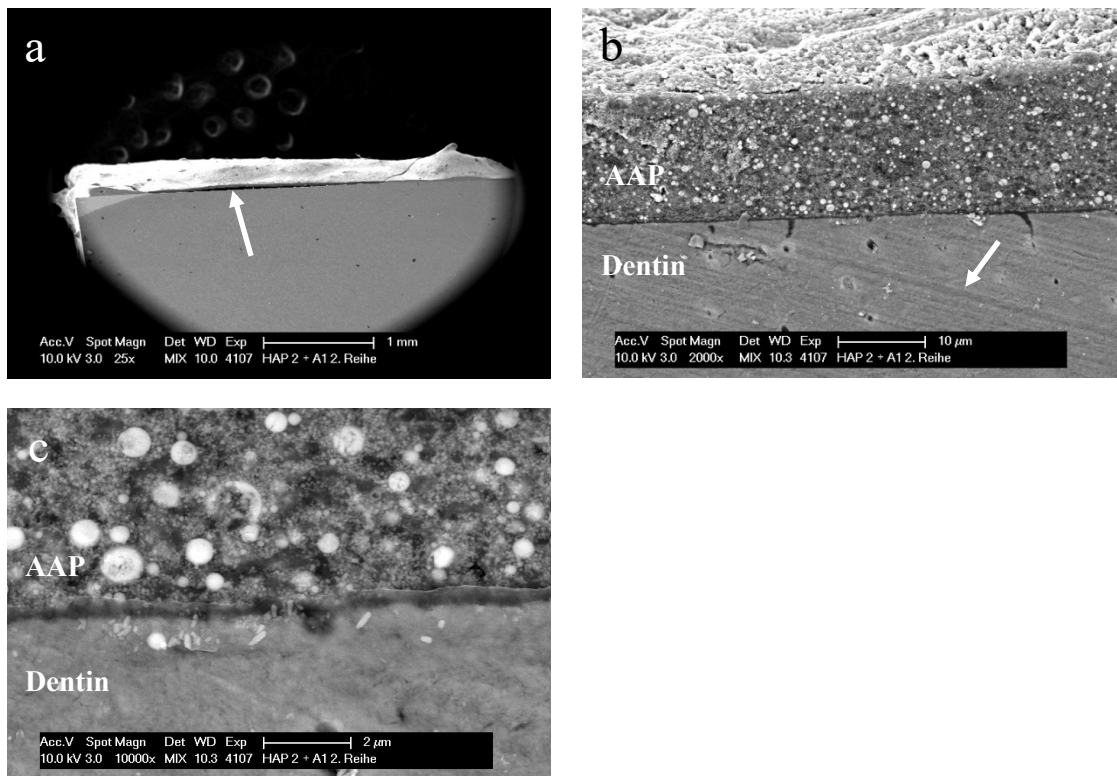 a
Acc.V Spot Magn Det WD Exp 1 mm
10.0 kV 3.0 25x MIX 10.0 4107 HAP 2 + A1 2. Reihe
b
AAP
Dentin
Acc.V Spot Magn Det WD Exp 10 µm
10.0 kV 3.0 2000x MIX 10.3 4107 HAP 2 + A1 2. Reihe
c
AAP
Dentin
Acc.V Spot Magn Det WD Exp 2 µm
10.0 kV 3.0 10000x MIX 10.3 4107 HAP 2 + A1 2. Reihe